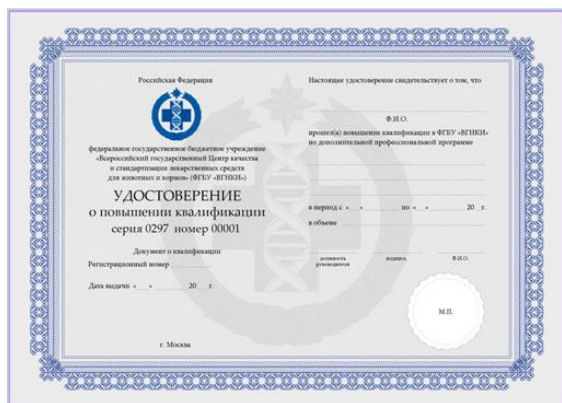 Российская Федерация
федеральное государственное бюджетное учреждение
«Всероссийский государственный Центр качества
и стандартизации лекарственных средств
для животных и кормов» (ФГБУ «ВГНКИ»)
УДОСТОВЕРЕНИЕ
о повышении квалификации
серия 0297 номер 00001
Документ о квалификации
Регистрационный номер
Дата выдачи « » 20 г.
г. Москва
Настоящее удостоверение свидетельствует о том, что
Ф.И.О.
прошел(а) повышение квалификации в ФГБУ «ВГНКИ»
по дополнительной профессиональной программе
в период с « » по « » 20 г.
в объеме
должность подпись Ф.И.О.
руководителя
М.П.